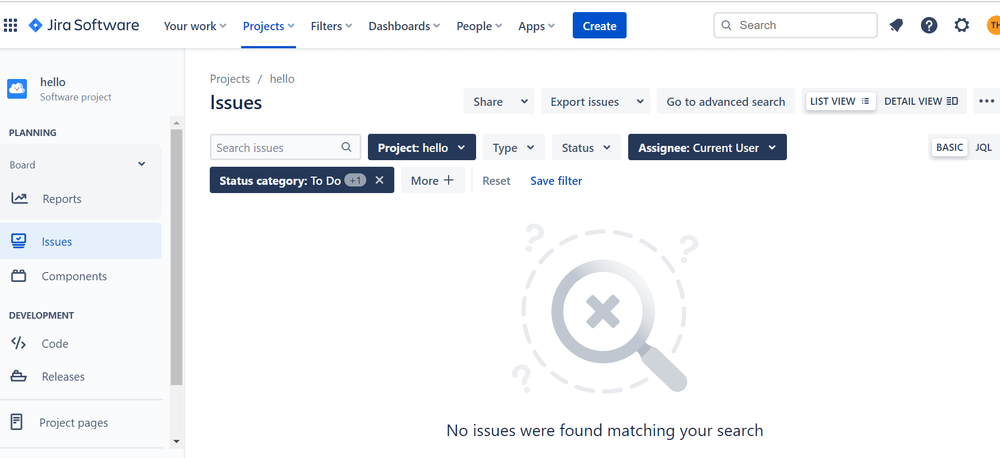 Jira Software
Your work
Projects
Filters
Dashboards
People
Apps
Create
Search
TH
hello
Software project
PLANNING
Board
Reports
Issues
Components
DEVELOPMENT
Code
Releases
Project pages
Projects / hello
Issues
Share
Export issues
Go to advanced search
LIST VIEW
DETAIL VIEW
Search issues
Project: hello
Type
Status
Assignee: Current User
BASIC
JQL
Status category: To Do +1
More
Reset
Save filter
No issues were found matching your search